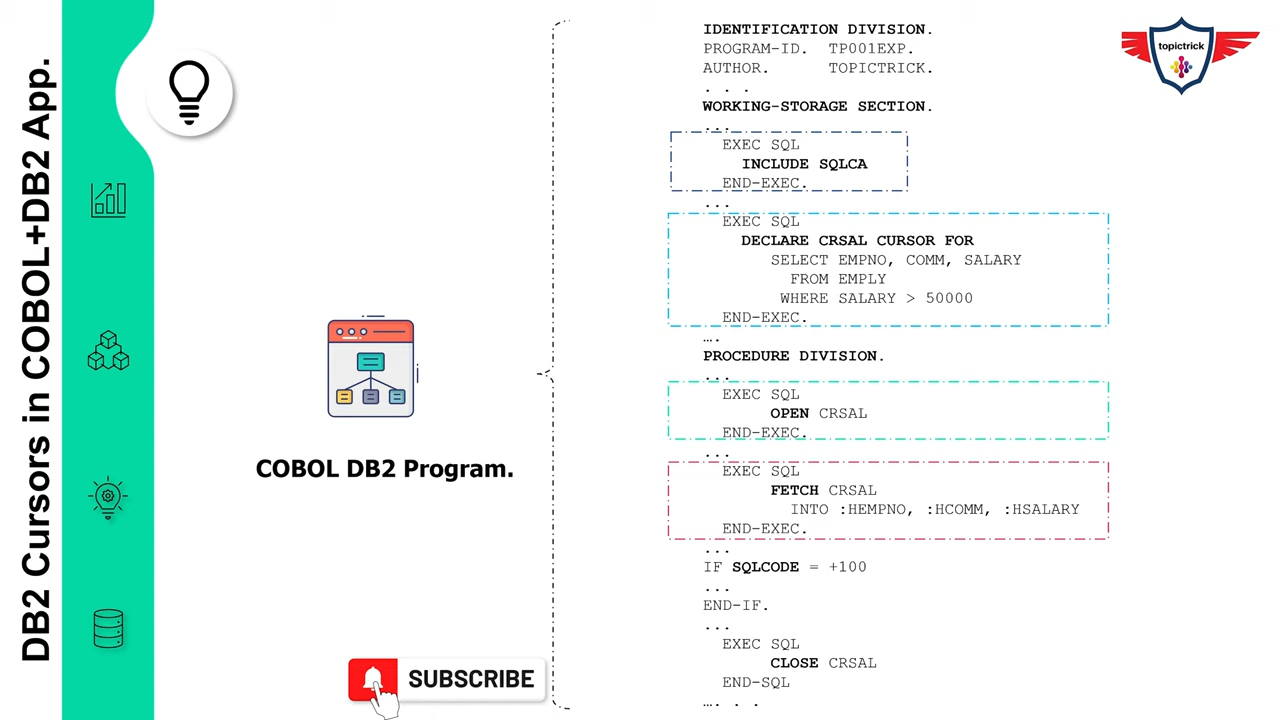 DB2 Cursors in COBOL+DB2 App.
COBOL DB2 Program.
SUBSCRIBE
topictrick
IDENTIFICATION DIVISION.
PROGRAM-ID. TP001EXP.
AUTHOR. TOPICTRICK.
. . .
WORKING-STORAGE SECTION.
...
EXEC SQL
INCLUDE SQLCA
END-EXEC.
...
EXEC SQL
DECLARE CRSAL CURSOR FOR
SELECT EMPNO, COMM, SALARY
FROM EMPLY
WHERE SALARY > 50000
END-EXEC.
….
PROCEDURE DIVISION.
...
EXEC SQL
OPEN CRSAL
END-EXEC.
...
EXEC SQL
FETCH CRSAL
INTO :HEMPNO, :HCOMM, :HSALARY
END-EXEC.
...
IF SQLCODE = +100
...
END-IF.
...
EXEC SQL
CLOSE CRSAL
END-SQL
…. . .